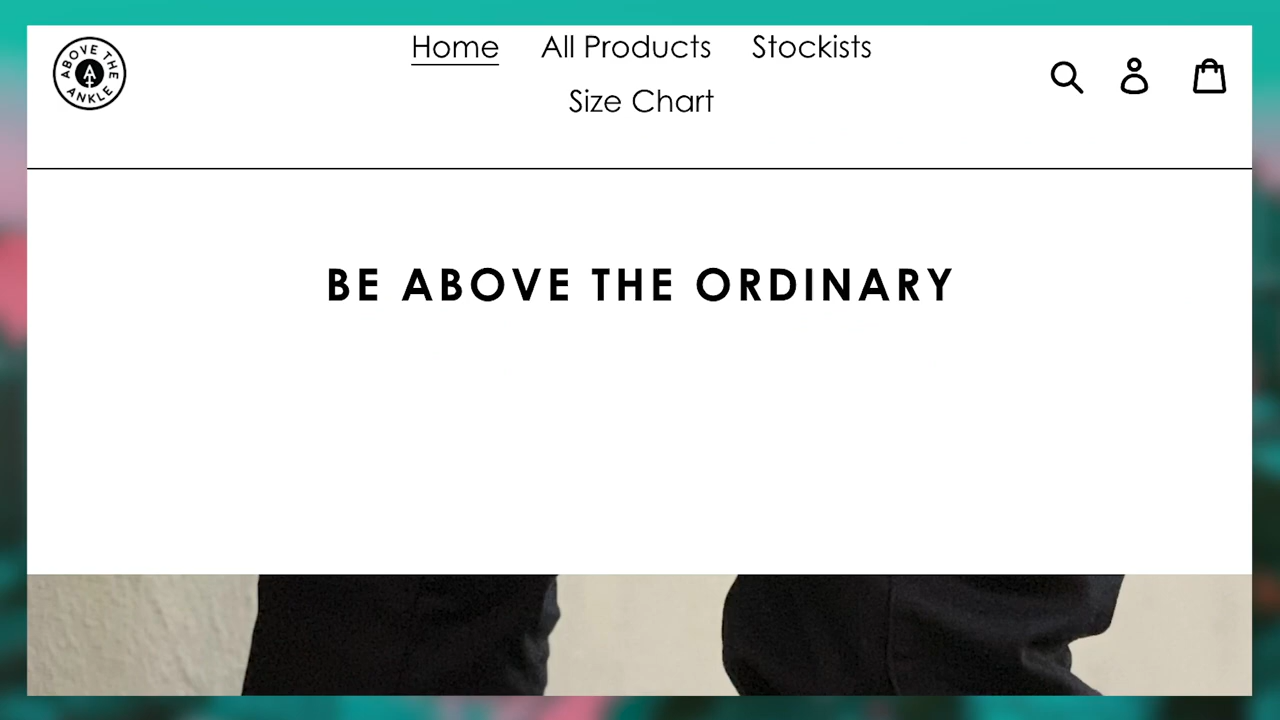 ABOVE THE ANKLE
Home All Products Stockists
Size Chart
BE ABOVE THE ORDINARY